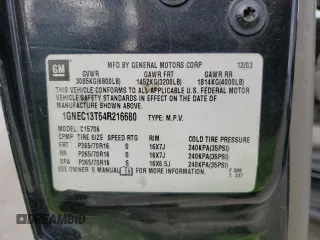 GM
MFD BY GENERAL MOTORS CORP 12/03
GVWR GAWR FRT GAWR RR
3085KG(6800LB) 1452KG(3200LB) 1814KG(4000LB)
THIS VEHICLE CONFORMS TO ALL APPLICABLE U.S. FEDERAL
MOTOR VEHICLE SAFETY STANDARDS IN EFFECT ON THE DATE
OF MANUFACTURE SHOWN ABOVE.
1GNEC13T64R216680 TYPE: M.P.V.
MODEL: C15706
CPMP TIRE SIZE SPEED RTG RIM COLD TIRE PRESSURE
FRT P265/70R16 S 16X7J 240KPA(35PSI)
RR P265/70R16 S 16X7J 240KPA(35PSI)
SPA P265/70R16 S 16X6.5J 240KPA(35PSI)
SEE OWNER'S MANUAL FOR ADDITIONAL INFORMATION
AUTOBIDMASTER